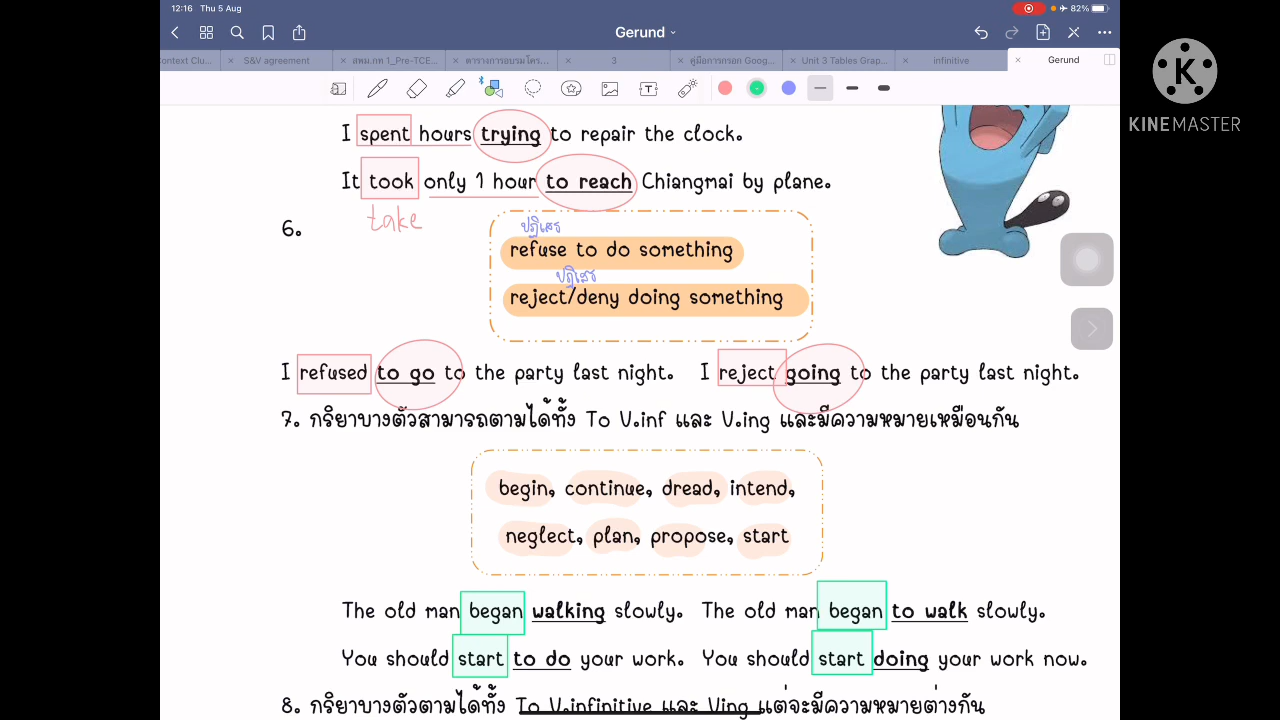 12:16 Thu 5 Aug
82%
Gerund
ontext Clu...
S&V agreement
สพม.กท 1_Pre-TCE...
ตารางการอบรมโคร...
3
คู่มือการกรอก Goog...
Unit 3 Tables Grap...
infinitive
Gerund
K
KINEMASTER
I spent hours trying to repair the clock.
It took only 1 hour to reach Chiangmai by plane.
take
6.
ปฏิเสธ
refuse to do something
ปฏิเสธ
reject/deny doing something
I refused to go to the party last night. I reject going to the party last night.
7. กริยาบางตัวสามารถตามได้ทั้ง To V.inf และ V.ing และมีความหมายเหมือนกัน
begin, continue, dread, intend,
neglect, plan, propose, start
The old man began walking slowly. The old man began to walk slowly.
You should start to do your work. You should start doing your work now.
8. กริยาบางตัวตามได้ทั้ง To V.infinitive และ Ving แต่จะมีความหมายต่างกัน